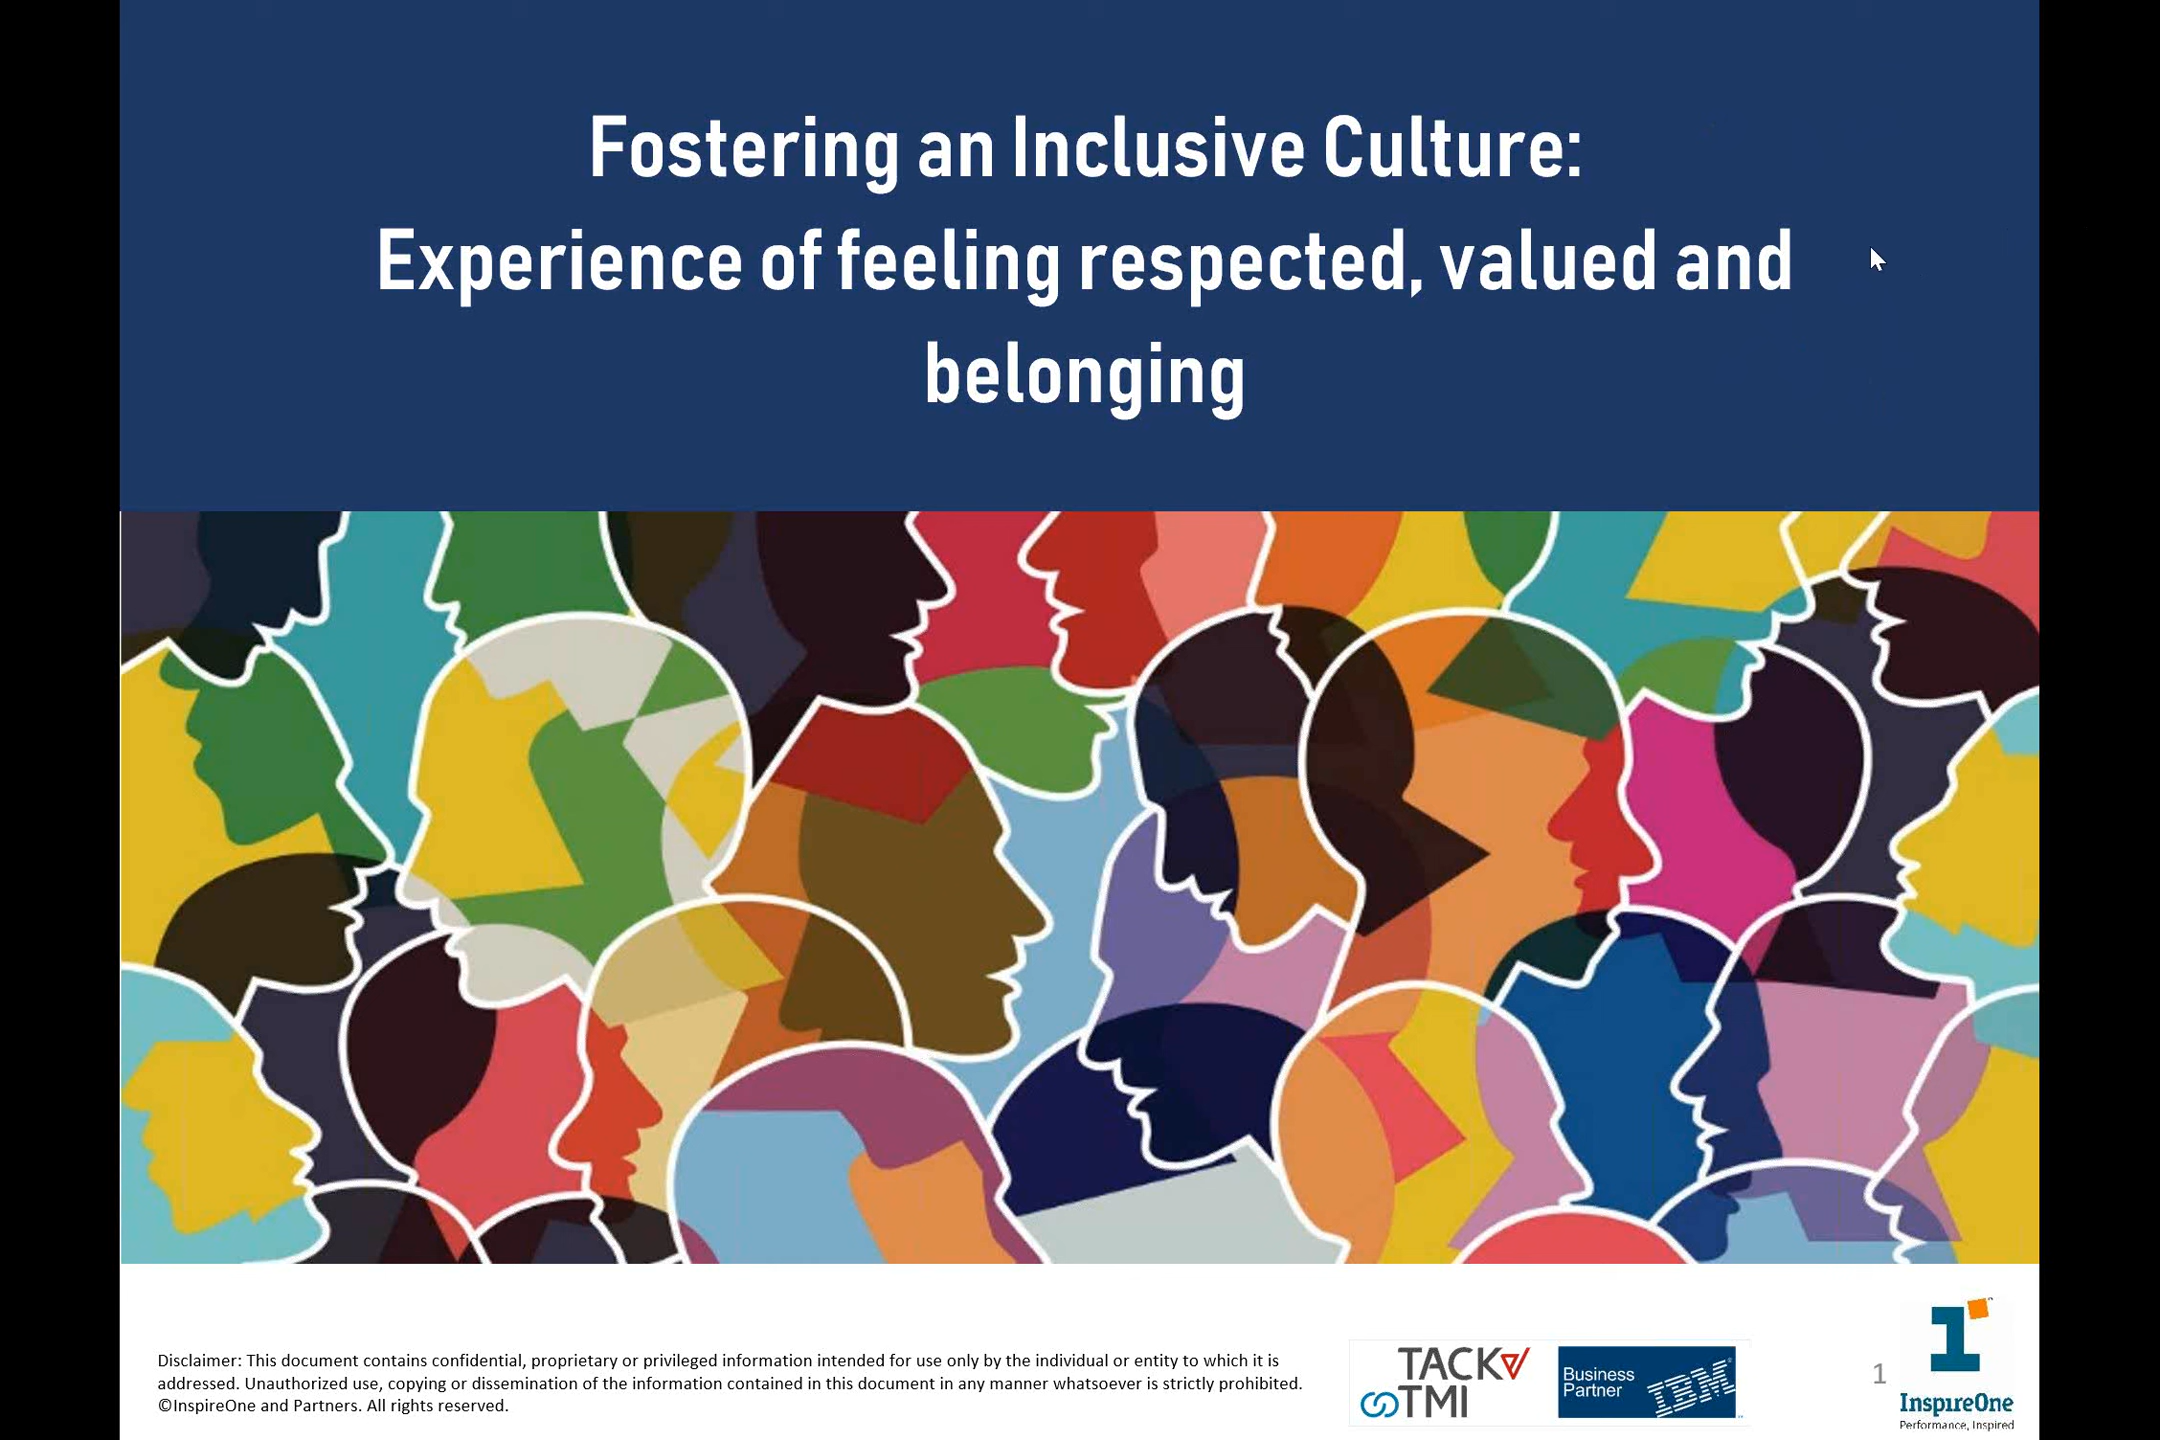 Fostering an Inclusive Culture:
Experience of feeling respected, valued and
belonging
Disclaimer: This document contains confidential, proprietary or privileged information intended for use only by the individual or entity to which it is
addressed. Unauthorized use, copying or dissemination of the information contained in this document in any manner whatsoever is strictly prohibited.
©InspireOne and Partners. All rights reserved.
TACK
TMI
Business
Partner
IBM
1
1
InspıreOne
Performance, Inspired